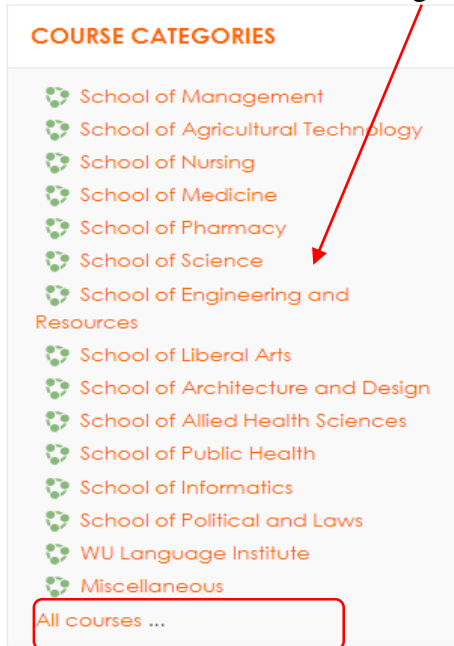 COURSE CATEGORIES
School of Management
School of Agricultural Technology
School of Nursing
School of Medicine
School of Pharmacy
School of Science
School of Engineering and
Resources
School of Liberal Arts
School of Architecture and Design
School of Allied Health Sciences
School of Public Health
School of Informatics
School of Political and Laws
WU Language Institute
Miscellaneous
All courses ...